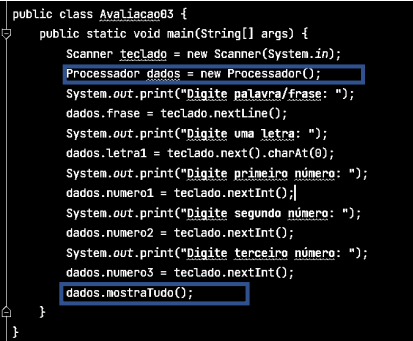 public class Avaliacao03 {
public static void main(String[] args) {
Scanner teclado = new Scanner(System.in);
Processador dados = new Processador();
System.out.print("Digite palavra/frase: ");
dados.frase = teclado.nextLine();
System.out.print("Digite uma letra: ");
dados.letra1 = teclado.next().charAt(0);
System.out.print("Digite primeiro número: ");
dados.numero1 = teclado.nextInt();
System.out.print("Digite segundo número: ");
dados.numero2 = teclado.nextInt();
System.out.print("Digite terceiro número: ");
dados.numero3 = teclado.nextInt();
dados.mostraTudo();
}
}